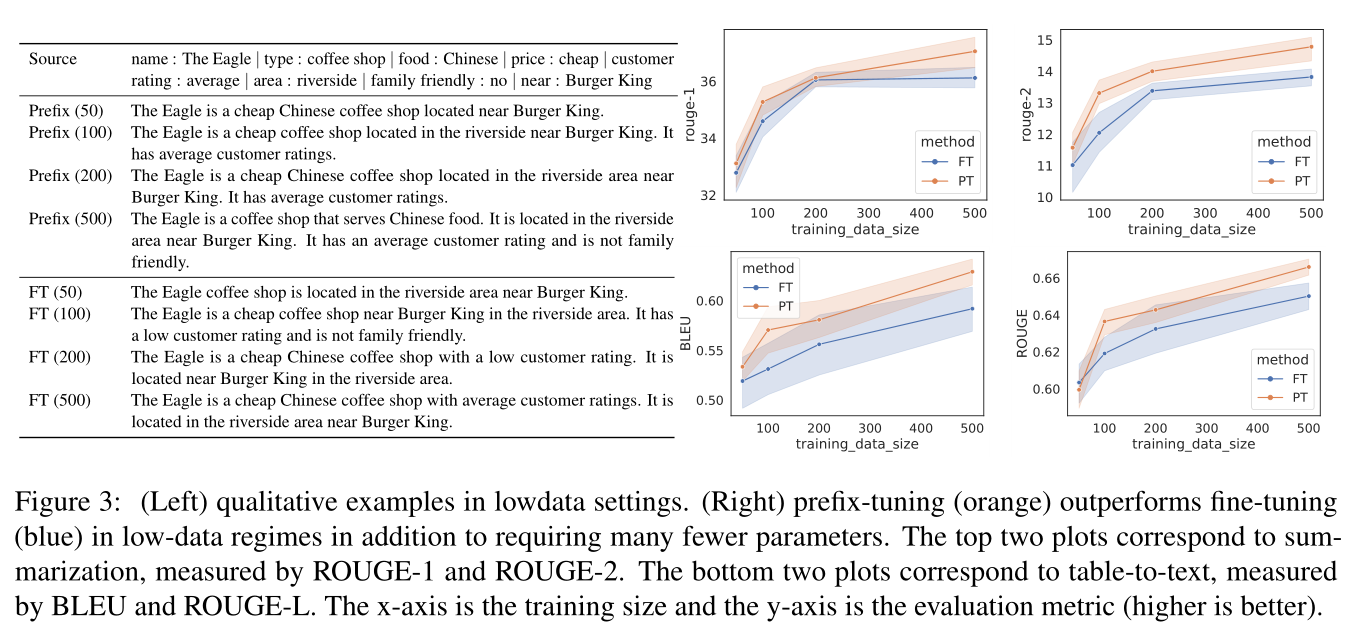 Source name : The Eagle | type : coffee shop | food : Chinese | price : cheap | customer
rating : average | area : riverside | family friendly : no | near : Burger King
Prefix (50) The Eagle is a cheap Chinese coffee shop located near Burger King.
Prefix (100) The Eagle is a cheap coffee shop located in the riverside near Burger King. It
has average customer ratings.
Prefix (200) The Eagle is a cheap Chinese coffee shop located in the riverside area near
Burger King. It has average customer ratings.
Prefix (500) The Eagle is a coffee shop that serves Chinese food. It is located in the riverside
area near Burger King. It has an average customer rating and is not family
friendly.
FT (50) The Eagle coffee shop is located in the riverside area near Burger King.
FT (100) The Eagle is a cheap coffee shop near Burger King in the riverside area. It has
a low customer rating and is not family friendly.
FT (200) The Eagle is a cheap Chinese coffee shop with a low customer rating. It is
located near Burger King in the riverside area.
FT (500) The Eagle is a cheap Chinese coffee shop with average customer ratings. It is
located in the riverside area near Burger King.
rouge-1
36
34
32
method
FT
PT
100 200 300 400 500
training_data_size
rouge-2
15
14
13
12
11
10
method
FT
PT
100 200 300 400 500
training_data_size
BLEU
0.60
0.55
0.50
method
FT
PT
100 200 300 400 500
training_data_size
ROUGE
0.66
0.64
0.62
0.60
method
FT
PT
100 200 300 400 500
training_data_size
Figure 3: (Left) qualitative examples in lowdata settings. (Right) prefix-tuning (orange) outperforms fine-tuning
(blue) in low-data regimes in addition to requiring many fewer parameters. The top two plots correspond to sum-
marization, measured by ROUGE-1 and ROUGE-2. The bottom two plots correspond to table-to-text, measured
by BLEU and ROUGE-L. The x-axis is the training size and the y-axis is the evaluation metric (higher is better).